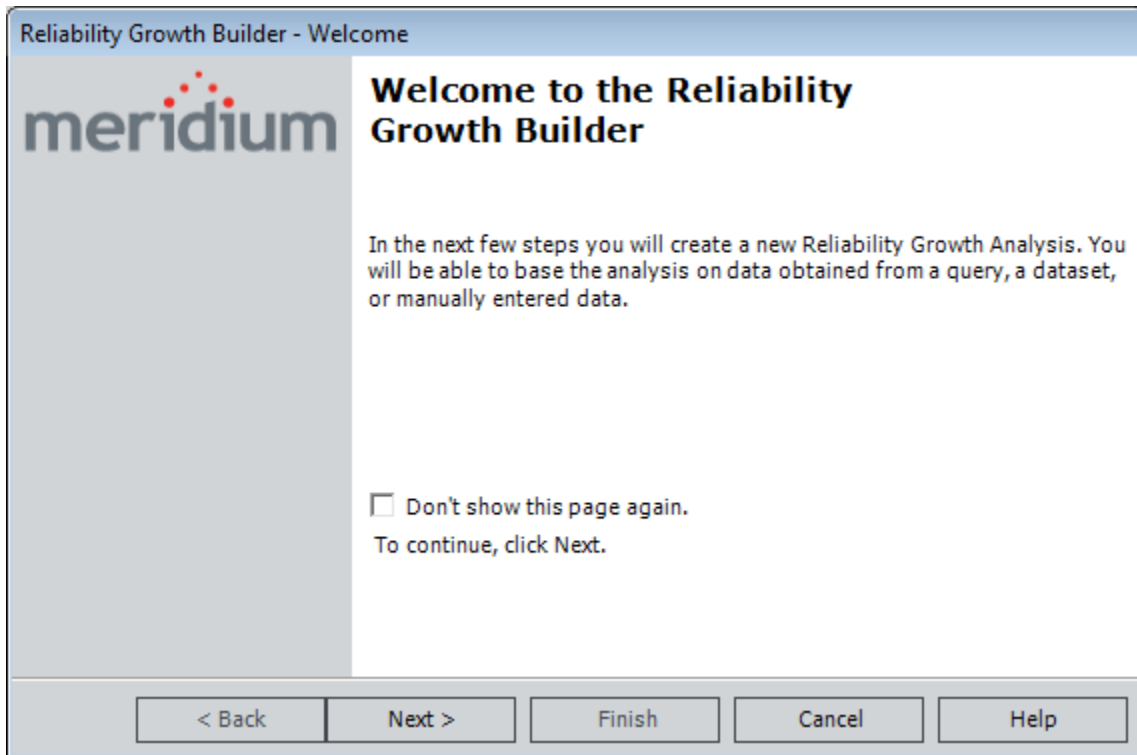 Reliability Growth Builder - Welcome
meridium
Welcome to the Reliability
Growth Builder
In the next few steps you will create a new Reliability Growth Analysis. You
will be able to base the analysis on data obtained from a query, a dataset,
or manually entered data.
Don't show this page again.
To continue, click Next.
< Back Next > Finish Cancel Help